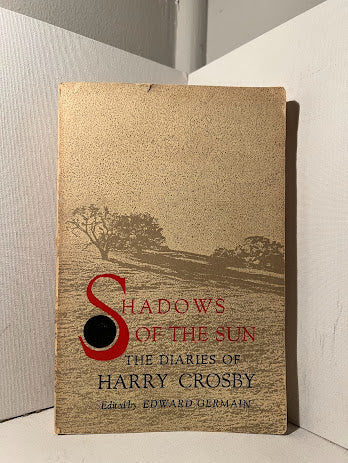 SHADOWS
OF THE SUN
THE DIARIES OF
HARRY CROSBY
Edited by EDWARD GERMAIN